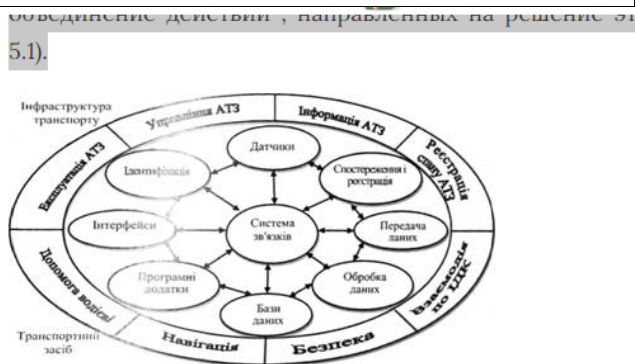 объединение действий , направленных на решение эт
5.1).
Інфраструктура
транспорту
Управління АТЗ
Інформація АТЗ
Реєстрація
стану АТЗ
Експлуатація АТЗ
Датчики
Ідентифікація
Спостереження і
реєстрація
Інтерфейси
Система
зв'язків
Передача
даних
Програмні
додатки
Обробка
даних
Бази
даних
Допомога водієві
Навігація
Безпека
Взаємодія
по ІДК
Транспортний
засіб